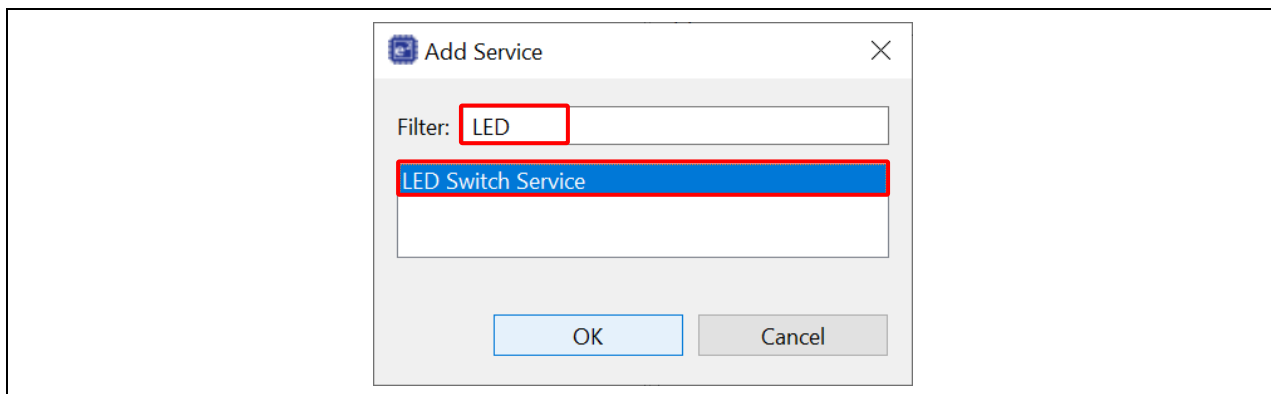 Add Service
Filter: LED
LED Switch Service
OK Cancel